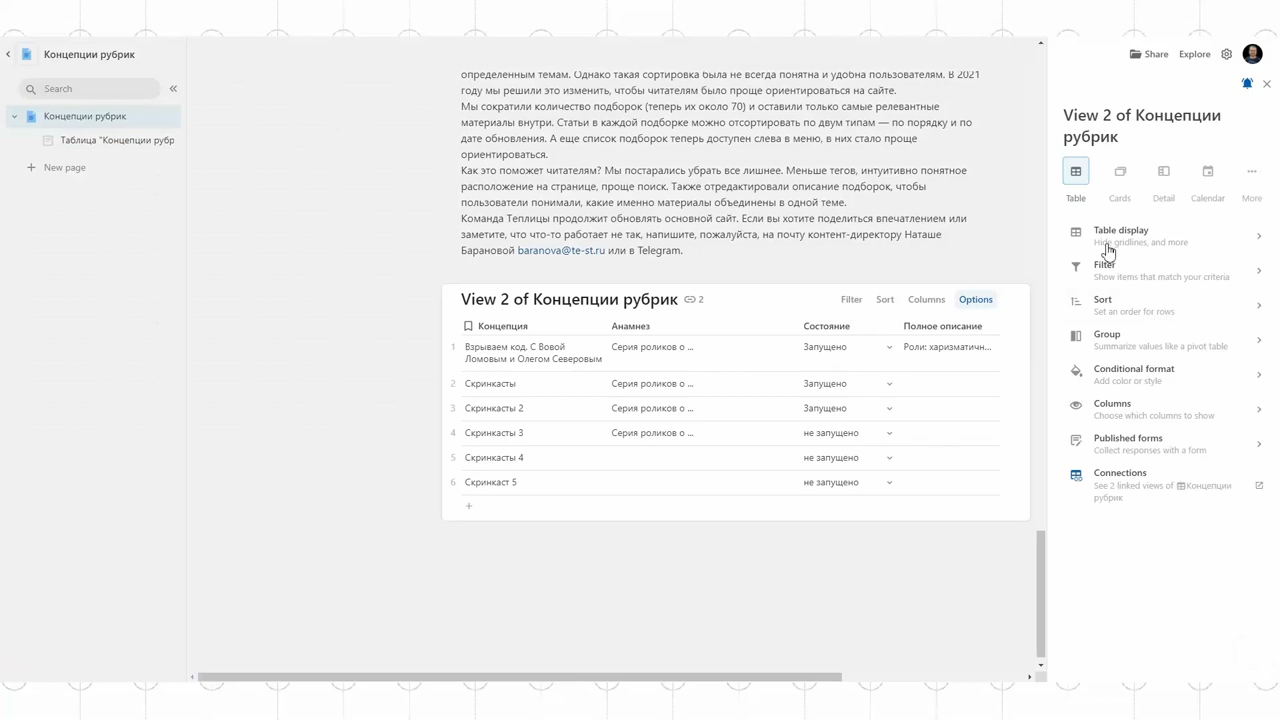 Концепции рубрик
Search
Концепции рубрик
Таблица "Концепции рубр
New page
определенным темам. Однако такая сортировка была не всегда понятна и удобна пользователям. В 2021
году мы решили это изменить, чтобы читателям было проще ориентироваться на сайте.
Мы сократили количество подборок (теперь их около 70) и оставили только самые релевантные
материалы внутри. Статьи в каждой подборке можно отсортировать по двум типам — по порядку и по
дате обновления. А еще список подборок теперь доступен слева в меню, в них стало проще
ориентироваться.
Как это поможет читателям? Мы постарались убрать все лишнее. Меньше тегов, интуитивно понятное
расположение на странице, проще поиск. Также отредактировали описание подборок, чтобы
пользователи понимали, какие именно материалы объединены в одной теме.
Команда Теплицы продолжит обновлять основной сайт. Если вы хотите поделиться впечатлением или
заметите, что что-то работает не так, напишите, пожалуйста, на почту контент-директору Наташе
Барановой baranova@te-st.ru или в Telegram.
View 2 of Концепции рубрик 2
Filter Sort Columns Options
Концепция Анамнез Состояние Полное описание
1 Взрываем код. С Вовой Ломовым и Олегом Северовым Серия роликов о ... Запущено Роли: харизматичн...
2 Скринкасты Серия роликов о ... Запущено
3 Скринкасты 2 Серия роликов о ... Запущено
4 Скринкасты 3 Серия роликов о ... не запущено
5 Скринкасты 4 не запущено
6 Скринкаст 5 не запущено
Share Explore
View 2 of Концепции
рубрик
Table Cards Detail Calendar More
Table display
Hide gridlines, and more
Filter
Show items that match your criteria
Sort
Set an order for rows
Group
Summarize values like a pivot table
Conditional format
Add color or style
Columns
Choose which columns to show
Published forms
Collect responses with a form
Connections
See 2 linked views of Концепции
рубрик